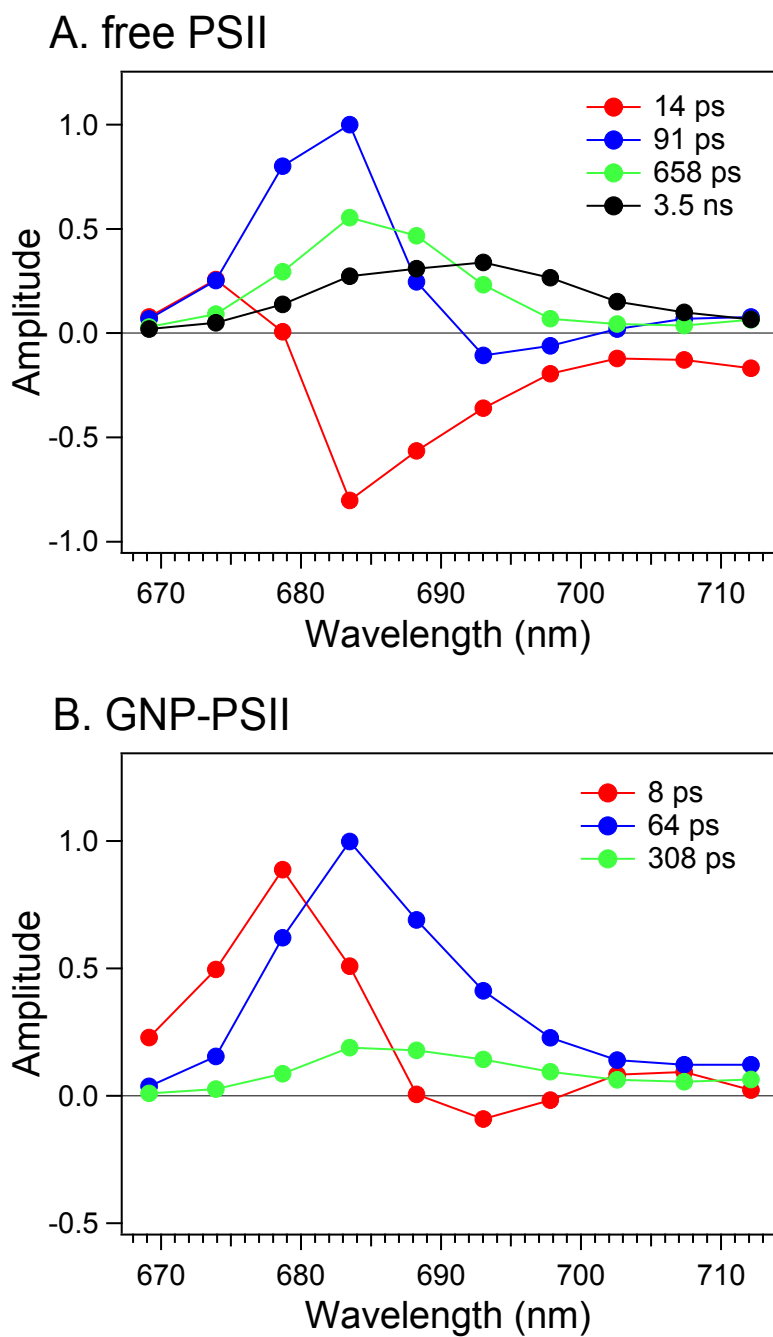 A. free PSII
14 ps
91 ps
658 ps
3.5 ns
1.0
0.5
0.0
-0.5
-1.0
Amplitude
670 680 690 700 710
Wavelength (nm)
B. GNP-PSII
8 ps
64 ps
308 ps
1.0
0.5
0.0
-0.5
Amplitude
670 680 690 700 710
Wavelength (nm)